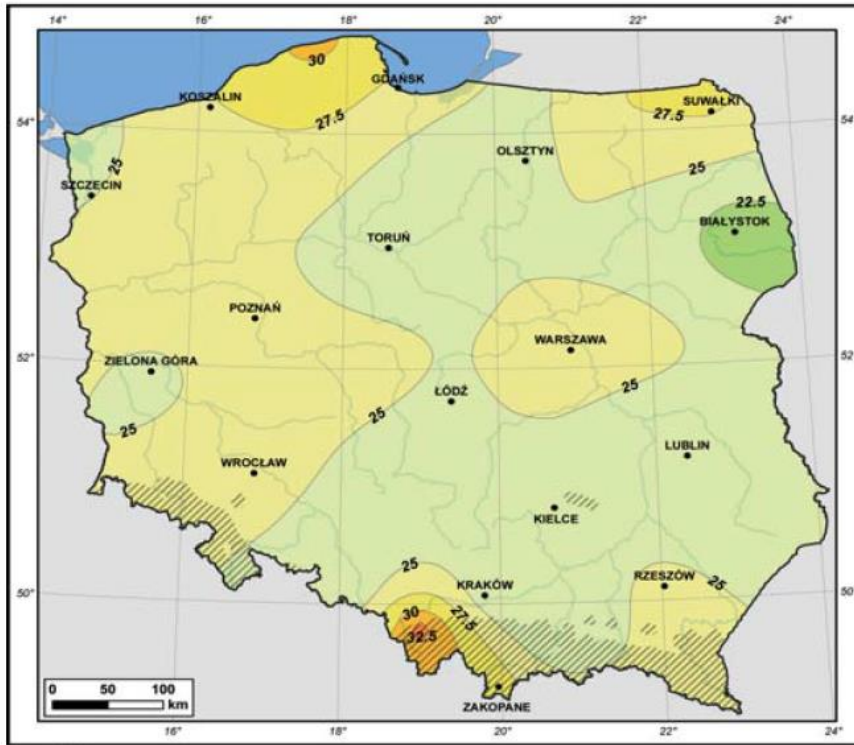 14° 16° 18° 20° 22° 24°
30
GDAŃSK
KOSZALIN
SUWAŁKI
27.5
27.5
54° 54°
OLSZTYN
25
25
SZCZECIN
22.5
BIAŁYSTOK
TORUŃ
POZNAŃ
WARSZAWA
52° 52°
ZIELONA GÓRA
25
ŁÓDŹ
25
25
LUBLIN
WROCŁAW
KIELCE
25
RZESZÓW
25
50° 50°
KRAKÓW
30
27.5
32.5
0 50 100
km
ZAKOPANE
16° 18° 20° 22°